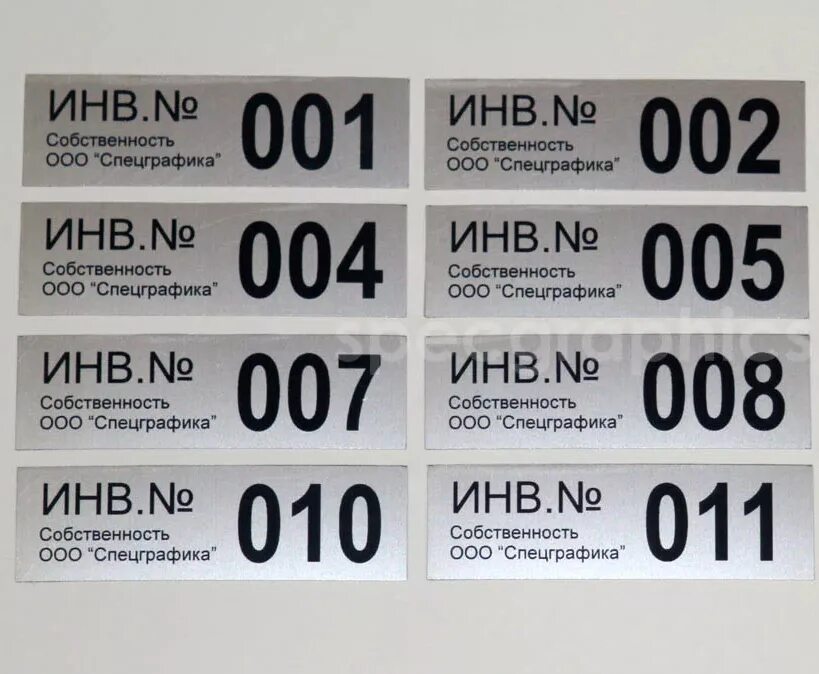 ИНВ.№ 001
Собственность
ООО "Спецграфика"
ИНВ.№ 002
Собственность
ООО "Спецграфика"
ИНВ.№ 004
Собственность
ООО "Спецграфика"
ИНВ.№ 005
Собственность
ООО "Спецграфика"
specgraphics
ИНВ.№ 007
Собственность
ООО "Спецграфика"
ИНВ.№ 008
Собственность
ООО "Спецграфика"
ИНВ.№ 010
Собственность
ООО "Спецграфика"
ИНВ.№ 011
Собственность
ООО "Спецграфика"